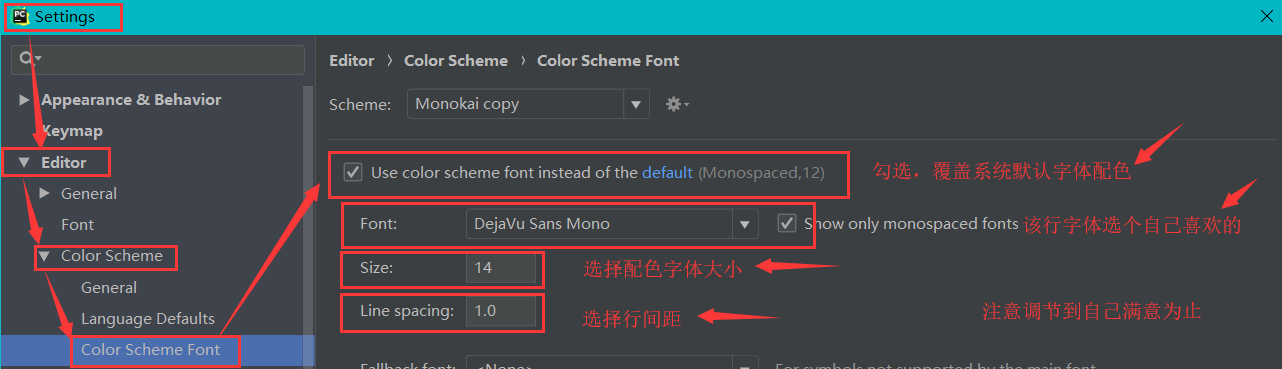 PC Settings
Appearance & Behavior
Keymap
Editor
General
Font
Color Scheme
General
Language Defaults
Color Scheme Font
Editor › Color Scheme › Color Scheme Font
Scheme: Monokai copy
Use color scheme font instead of the default (Monospaced,12) 勾选，覆盖系统默认字体配色
Font: DejaVu Sans Mono Show only monospaced fonts 该行字体选个自己喜欢的
Size: 14 选择配色字体大小
Line spacing: 1.0 选择行间距 注意调节到自己满意为止
Fallback font: <None> For symbols not supported by the main font